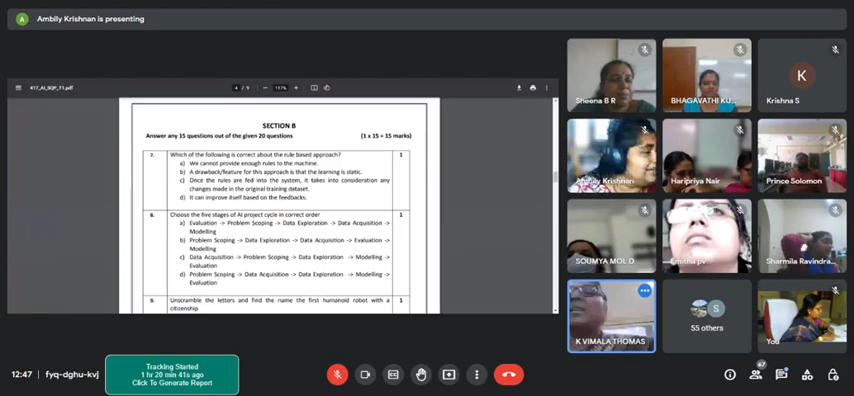 A Ambily Krishnan is presenting
417_AI_SQP_T1.pdf
4 / 9
117%
SECTION B
Answer any 15 questions out of the given 20 questions (1 x 15 = 15 marks)
7. Which of the following is correct about the rule based approach? 1
a) We cannot provide enough rules to the machine.
b) A drawback/feature for this approach is that the learning is static.
c) Once the rules are fed into the system, it takes into consideration any
changes made in the original training dataset.
d) It can improve itself based on the feedbacks.
8. Choose the five stages of AI project cycle in correct order 1
a) Evaluation -> Problem Scoping -> Data Exploration -> Data Acquisition ->
Modelling
b) Problem Scoping -> Data Exploration -> Data Acquisition -> Evaluation ->
Modelling
c) Data Acquisition -> Problem Scoping -> Data Exploration -> Modelling ->
Evaluation
d) Problem Scoping -> Data Acquisition -> Data Exploration -> Modelling ->
Evaluation
9. Unscramble the letters and find the name the first humanoid robot with a 1
citizenship
Sheena B R
BHAGAVATHI KU...
K
Krishna S
Ambily Krishnan
Haripriya Nair
Prince Solomon
SOUMYA MOL D
Smitha pv
Sharmila Ravindra...
K VIMALA THOMAS
S
55 others
You
12:47 | fyq-dghu-kvj
Tracking Started
1 hr 20 min 41s ago
Click To Generate Report
67